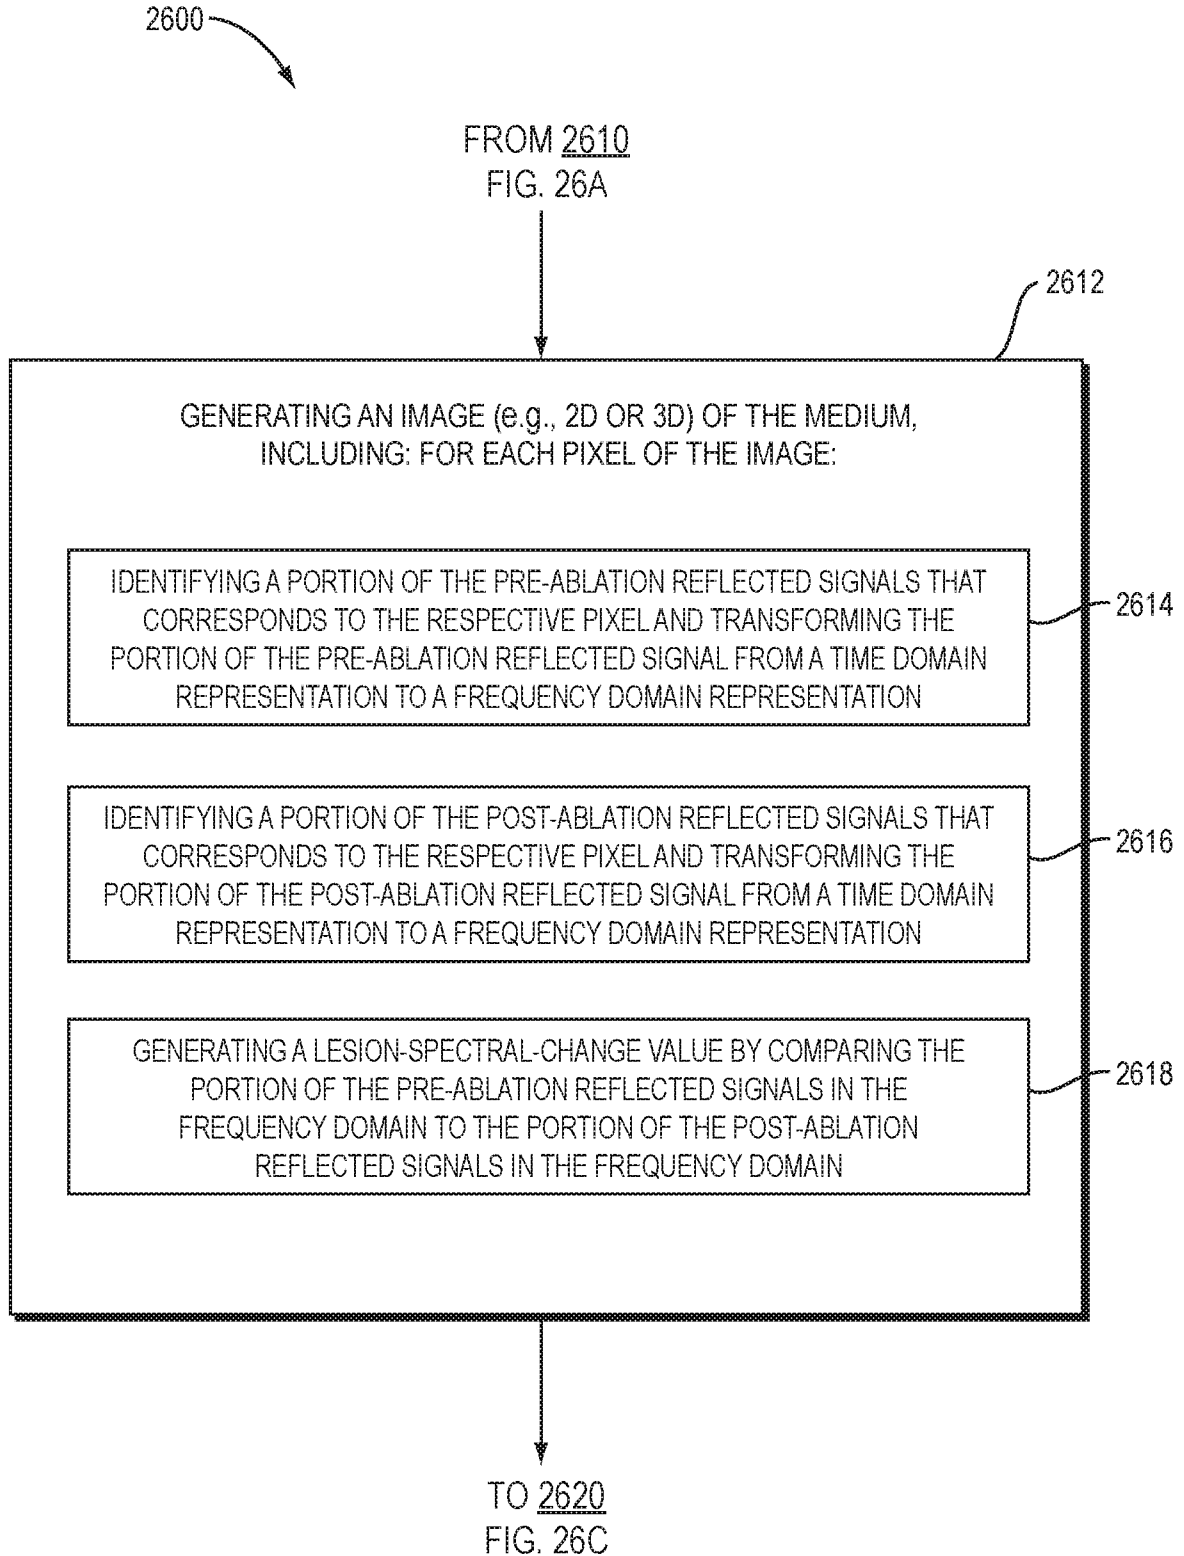 2600
FROM 2610
FIG. 26A
2612
GENERATING AN IMAGE (e.g., 2D OR 3D) OF THE MEDIUM,
INCLUDING: FOR EACH PIXEL OF THE IMAGE:
IDENTIFYING A PORTION OF THE PRE-ABLATION REFLECTED SIGNALS THAT
CORRESPONDS TO THE RESPECTIVE PIXEL AND TRANSFORMING THE
PORTION OF THE PRE-ABLATION REFLECTED SIGNAL FROM A TIME DOMAIN
REPRESENTATION TO A FREQUENCY DOMAIN REPRESENTATION
2614
IDENTIFYING A PORTION OF THE POST-ABLATION REFLECTED SIGNALS THAT
CORRESPONDS TO THE RESPECTIVE PIXEL AND TRANSFORMING THE
PORTION OF THE POST-ABLATION REFLECTED SIGNAL FROM A TIME DOMAIN
REPRESENTATION TO A FREQUENCY DOMAIN REPRESENTATION
2616
GENERATING A LESION-SPECTRAL-CHANGE VALUE BY COMPARING THE
PORTION OF THE PRE-ABLATION REFLECTED SIGNALS IN THE
FREQUENCY DOMAIN TO THE PORTION OF THE POST-ABLATION
REFLECTED SIGNALS IN THE FREQUENCY DOMAIN
2618
TO 2620
FIG. 26C